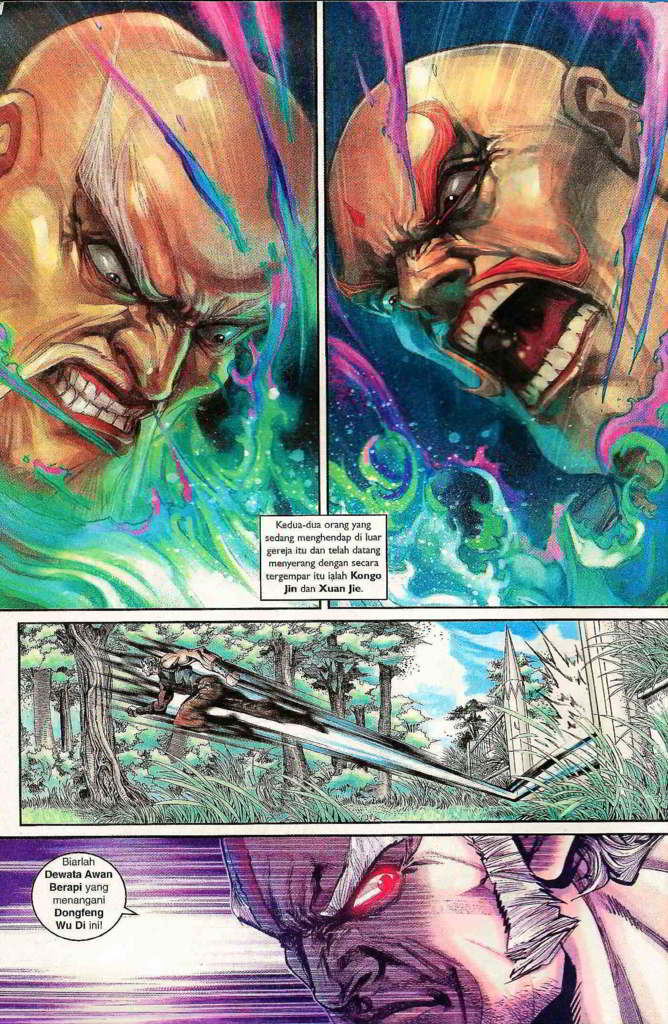 Kedua-dua orang yang
sedang menghendap di luar
gereja itu dan telah datang
menyerang dengan secara
tergempar itu ialah Kongo
Jin dan Xuan Jie.
Biarlah
Dewata Awan
Berapi yang
menangani
Dongfeng
Wu Di ini!